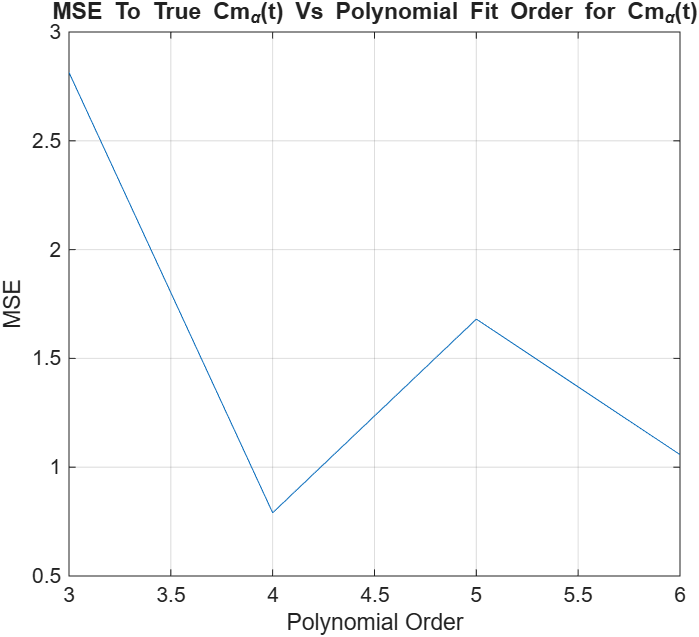 MSE To True Cmα(t) Vs Polynomial Fit Order for Cmα(t)
3
2.5
2
1.5
1
0.5
MSE
3 3.5 4 4.5 5 5.5 6
Polynomial Order